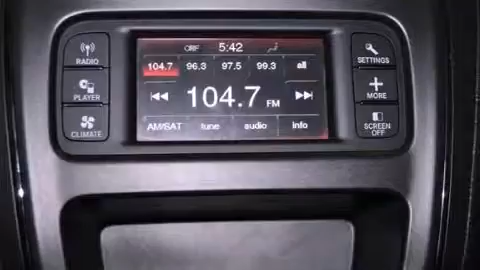 OFF 5:42
RADIO
PLAYER
CLIMATE
104.7 96.3 97.5 99.3 all
104.7 FM
AM/SAT tune audio info
SETTINGS
MORE
SCREEN
OFF